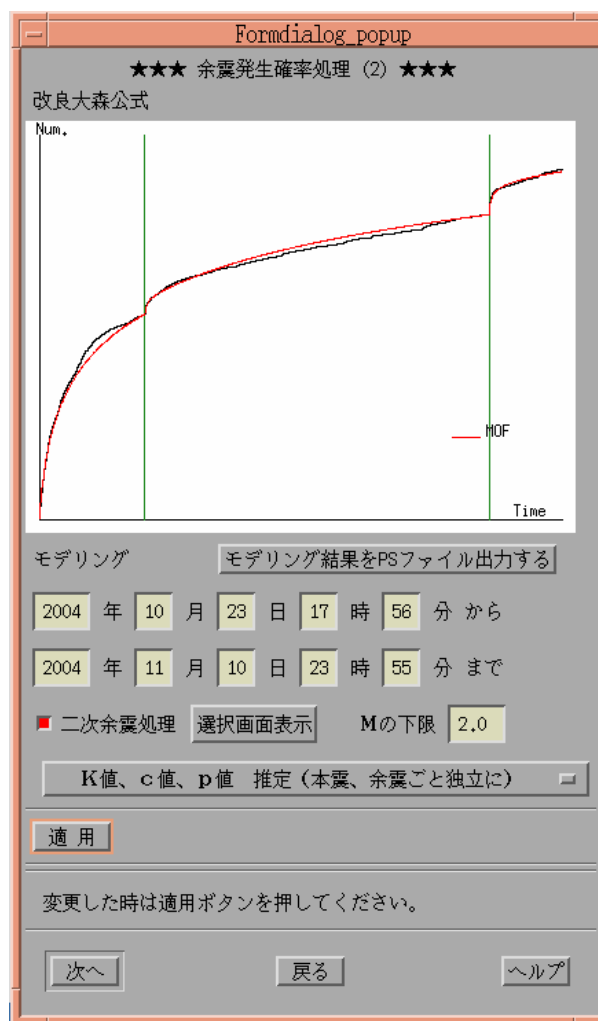 Formdialog_popup
★★★ 余震発生確率処理 (2) ★★★
改良大森公式
Num.
MOF
Time
モデリング モデリング結果をPSファイル出力する
2004 年 10 月 23 日 17 時 56 分 から
2004 年 11 月 10 日 23 時 55 分 まで
二次余震処理 選択画面表示 Mの下限 2.0
K値、c値、p値 推定 (本震、余震ごと独立に)
適 用
変更した時は適用ボタンを押してください。
次へ 戻る ヘルプ